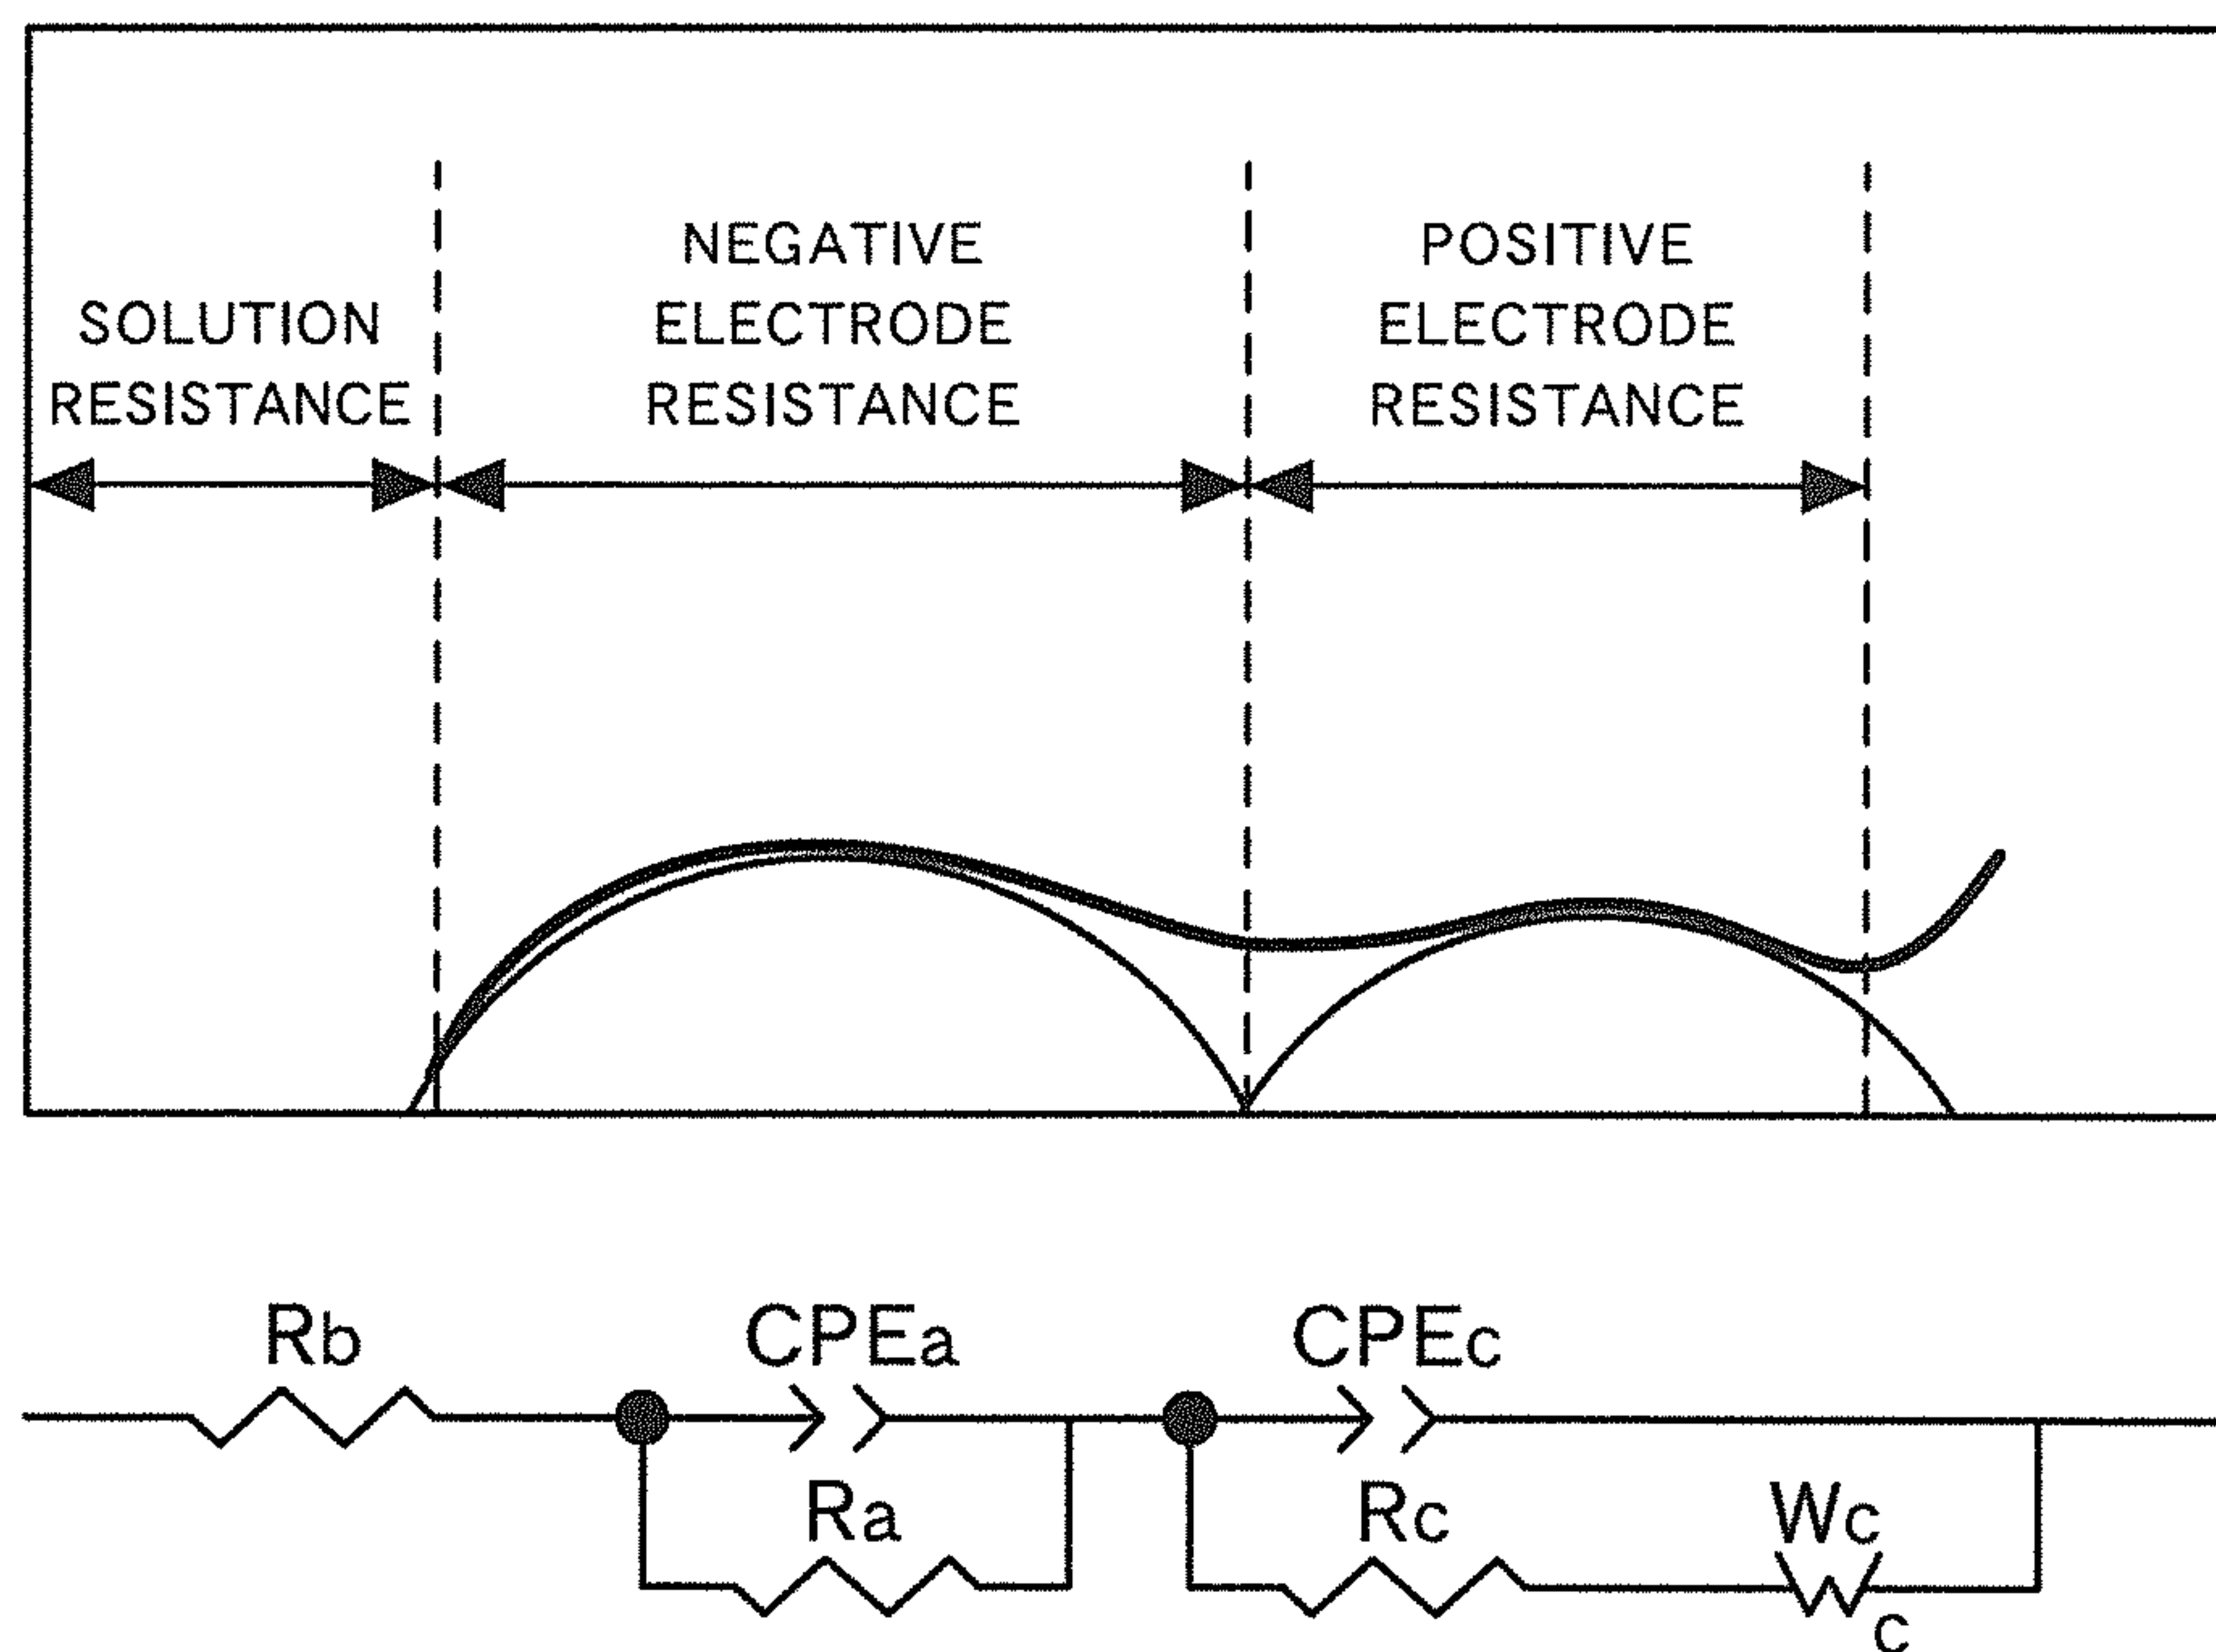 NEGATIVE
ELECTRODE
RESISTANCE
POSITIVE
ELECTRODE
RESISTANCE
SOLUTION
RESISTANCE
Rb
CPEa
CPEc
Ra
Rc
Wc
c